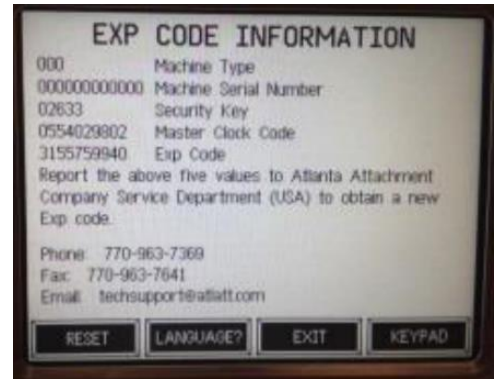 EXP CODE INFORMATION
000 Machine Type
000000000000 Machine Serial Number
02633 Security Key
0554029802 Master Clock Code
3155759940 Exp Code
Report the above five values to Atlanta Attachment
Company Service Department (USA) to obtain a new
Exp code.
Phone: 770-963-7369
Fax: 770-963-7641
Email: techsupport@atlatt.com
RESET LANGUAGE? EXIT KEYPAD